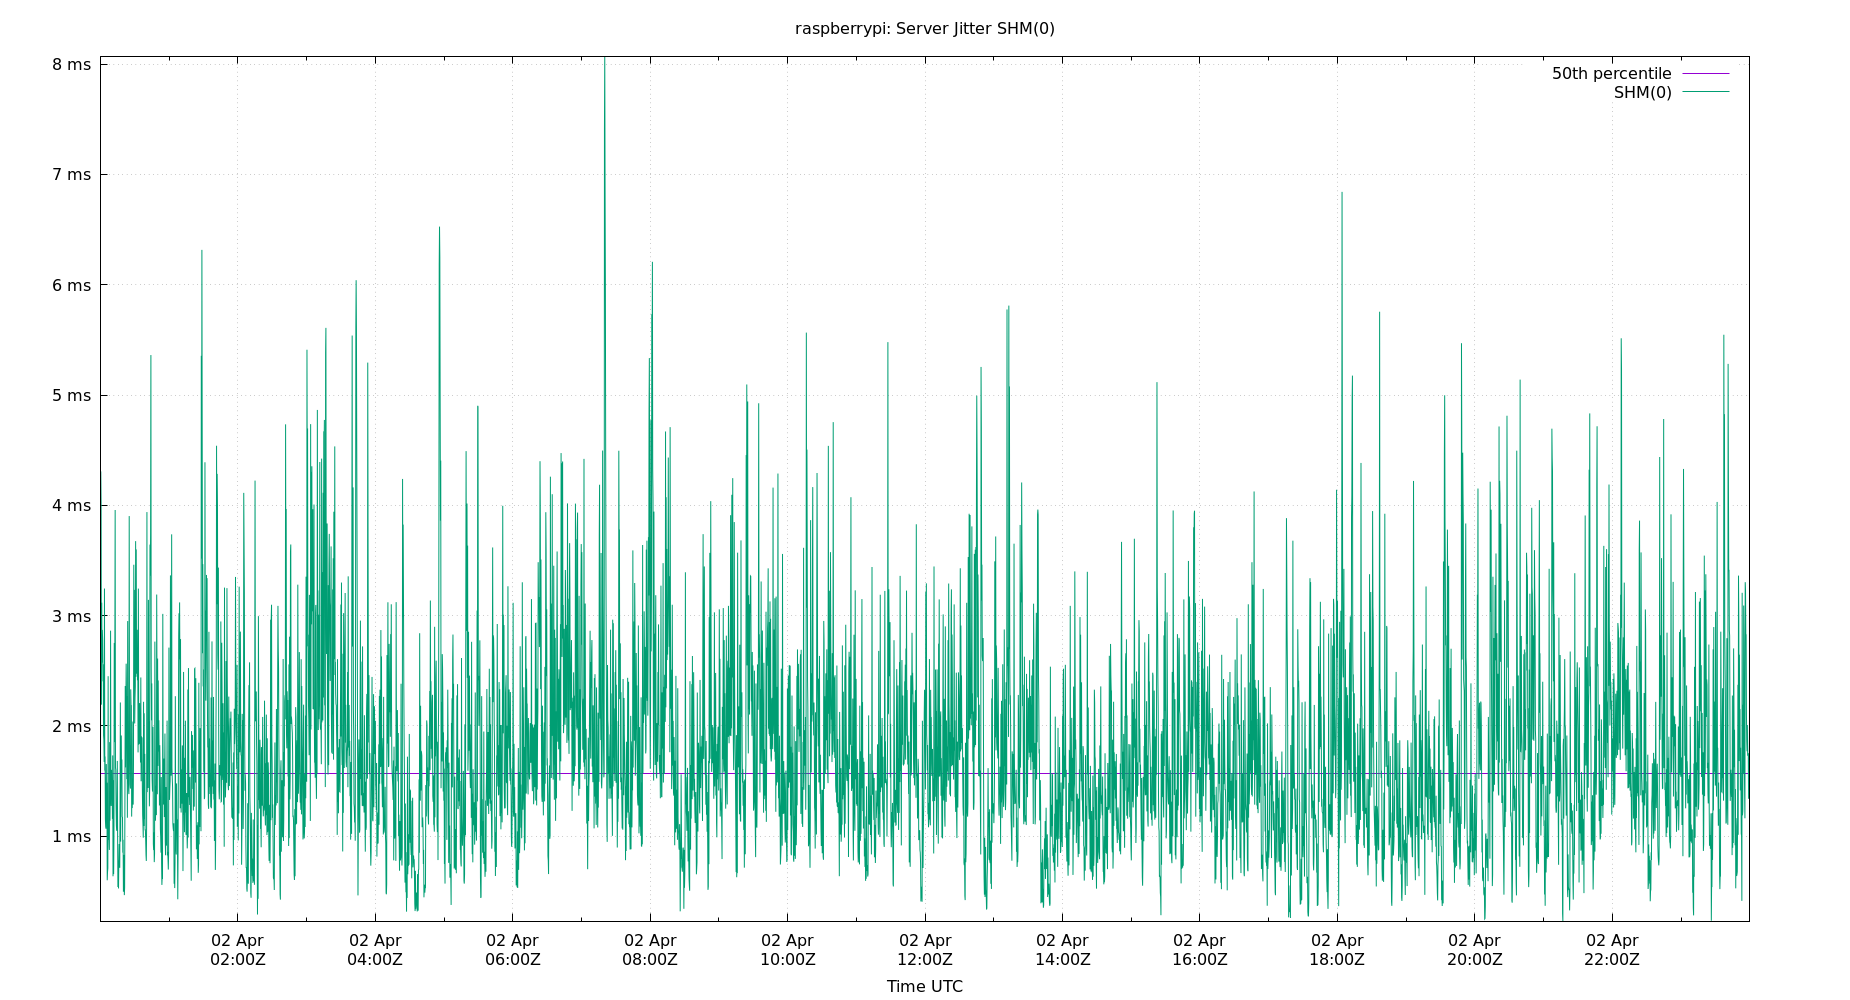 raspberrypi: Server Jitter SHM(0)
50th percentile
SHM(0)
8 ms
7 ms
6 ms
5 ms
4 ms
3 ms
2 ms
1 ms
02 Apr 02 Apr 02 Apr 02 Apr 02 Apr 02 Apr 02 Apr 02 Apr 02 Apr 02 Apr 02 Apr
02:00Z 04:00Z 06:00Z 08:00Z 10:00Z 12:00Z 14:00Z 16:00Z 18:00Z 20:00Z 22:00Z
Time UTC